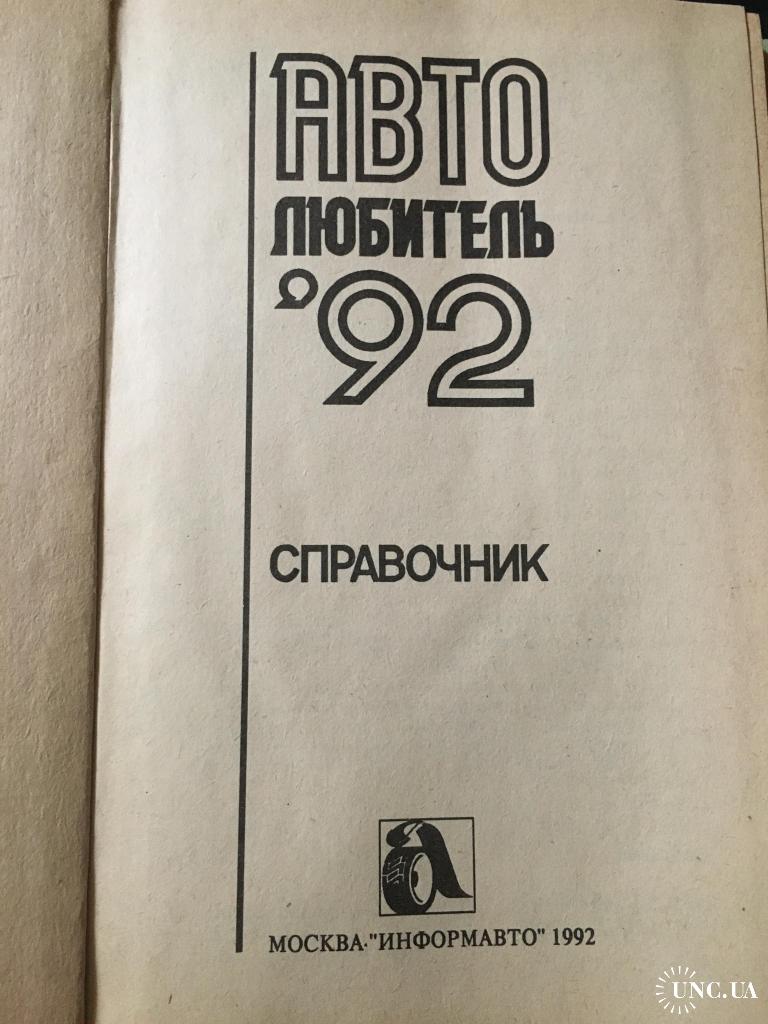 АВТО
ЛЮБИТЕЛЬ
'92
СПРАВОЧНИК
МОСКВА·"ИНФОРМАВТО" 1992
UNC.UA